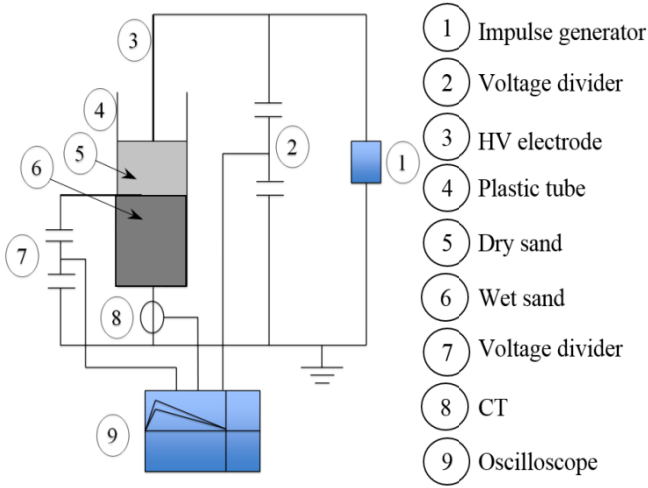 3
4
5
6
2
1
7
8
9
1 Impulse generator
2 Voltage divider
3 HV electrode
4 Plastic tube
5 Dry sand
6 Wet sand
7 Voltage divider
8 CT
9 Oscilloscope